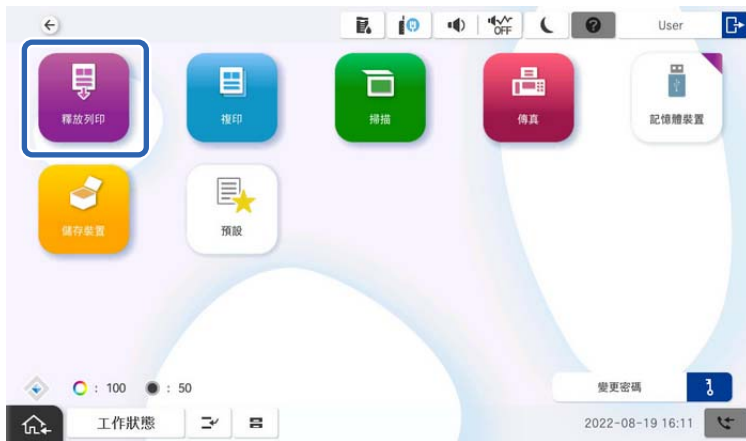 OFF
User
釋放列印
複印
掃描
傳真
記憶體裝置
儲存裝置
預設
: 100
: 50
變更密碼
工作狀態
2022-08-19 16:11